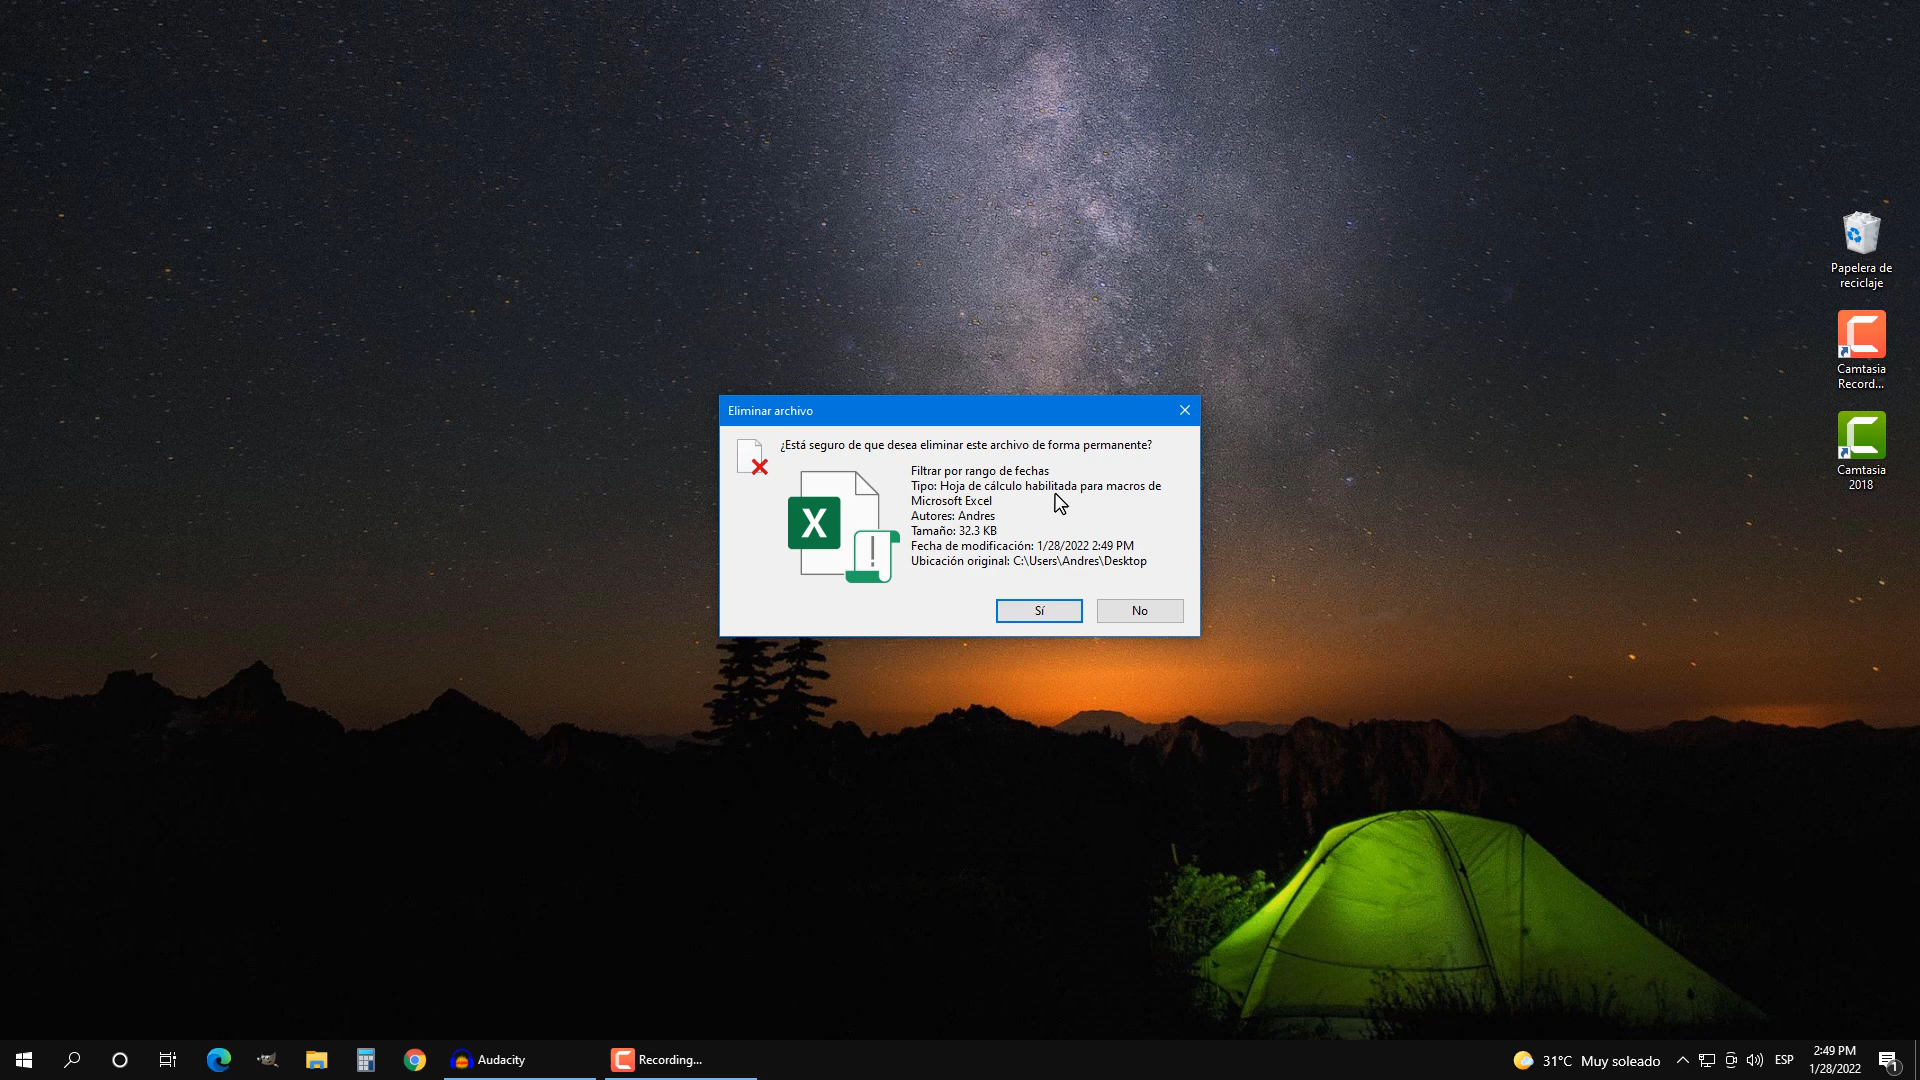 Papelera de
reciclaje
Camtasia
Record...
Camtasia
2018
Eliminar archivo
¿Está seguro de que desea eliminar este archivo de forma permanente?
Filtrar por rango de fechas
Tipo: Hoja de cálculo habilitada para macros de
Microsoft Excel
Autores: Andres
Tamaño: 32.3 KB
Fecha de modificación: 1/28/2022 2:49 PM
Ubicación original: C:\Users\Andres\Desktop
Sí
No
Audacity
Recording...
31°C Muy soleado
ESP
2:49 PM
1/28/2022
1